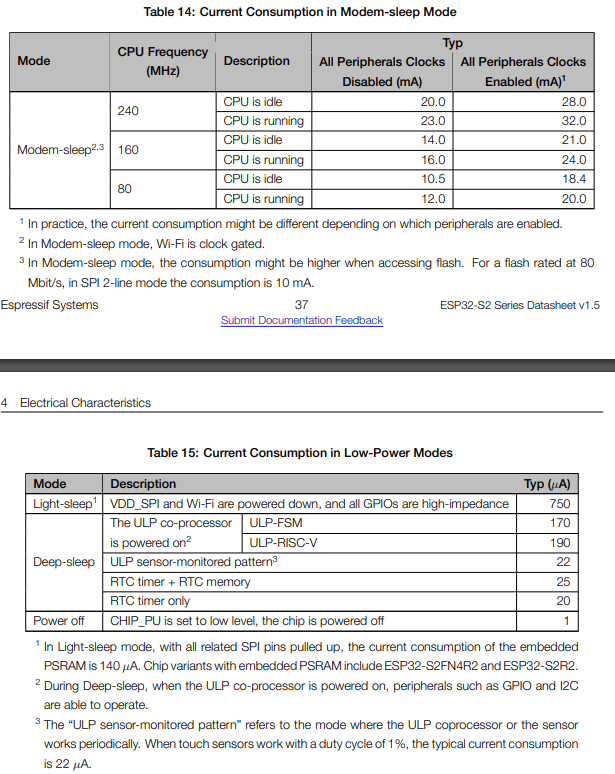 Table 14: Current Consumption in Modem-sleep Mode
Mode
CPU Frequency
(MHz)
Description
Typ
All Peripherals Clocks
Disabled (mA)
All Peripherals Clocks
Enabled (mA)¹
Modem-sleep²,³
240
CPU is idle 20.0 28.0
CPU is running 23.0 32.0
160
CPU is idle 14.0 21.0
CPU is running 16.0 24.0
80
CPU is idle 10.5 18.4
CPU is running 12.0 20.0
¹ In practice, the current consumption might be different depending on which peripherals are enabled.
² In Modem-sleep mode, Wi-Fi is clock gated.
³ In Modem-sleep mode, the consumption might be higher when accessing flash. For a flash rated at 80
Mbit/s, in SPI 2-line mode the consumption is 10 mA.
Espressif Systems 37 ESP32-S2 Series Datasheet v1.5
Submit Documentation Feedback
4 Electrical Characteristics
Table 15: Current Consumption in Low-Power Modes
Mode Description Typ (μA)
Light-sleep¹ VDD_SPI and Wi-Fi are powered down, and all GPIOs are high-impedance 750
Deep-sleep
The ULP co-processor
is powered on²
ULP-FSM 170
ULP-RISC-V 190
ULP sensor-monitored pattern³ 22
RTC timer + RTC memory 25
RTC timer only 20
Power off CHIP_PU is set to low level, the chip is powered off 1
¹ In Light-sleep mode, with all related SPI pins pulled up, the current consumption of the embedded
PSRAM is 140 μA. Chip variants with embedded PSRAM include ESP32-S2FN4R2 and ESP32-S2R2.
² During Deep-sleep, when the ULP co-processor is powered on, peripherals such as GPIO and I2C
are able to operate.
³ The “ULP sensor-monitored pattern” refers to the mode where the ULP coprocessor or the sensor
works periodically. When touch sensors work with a duty cycle of 1%, the typical current consumption
is 22 μA.